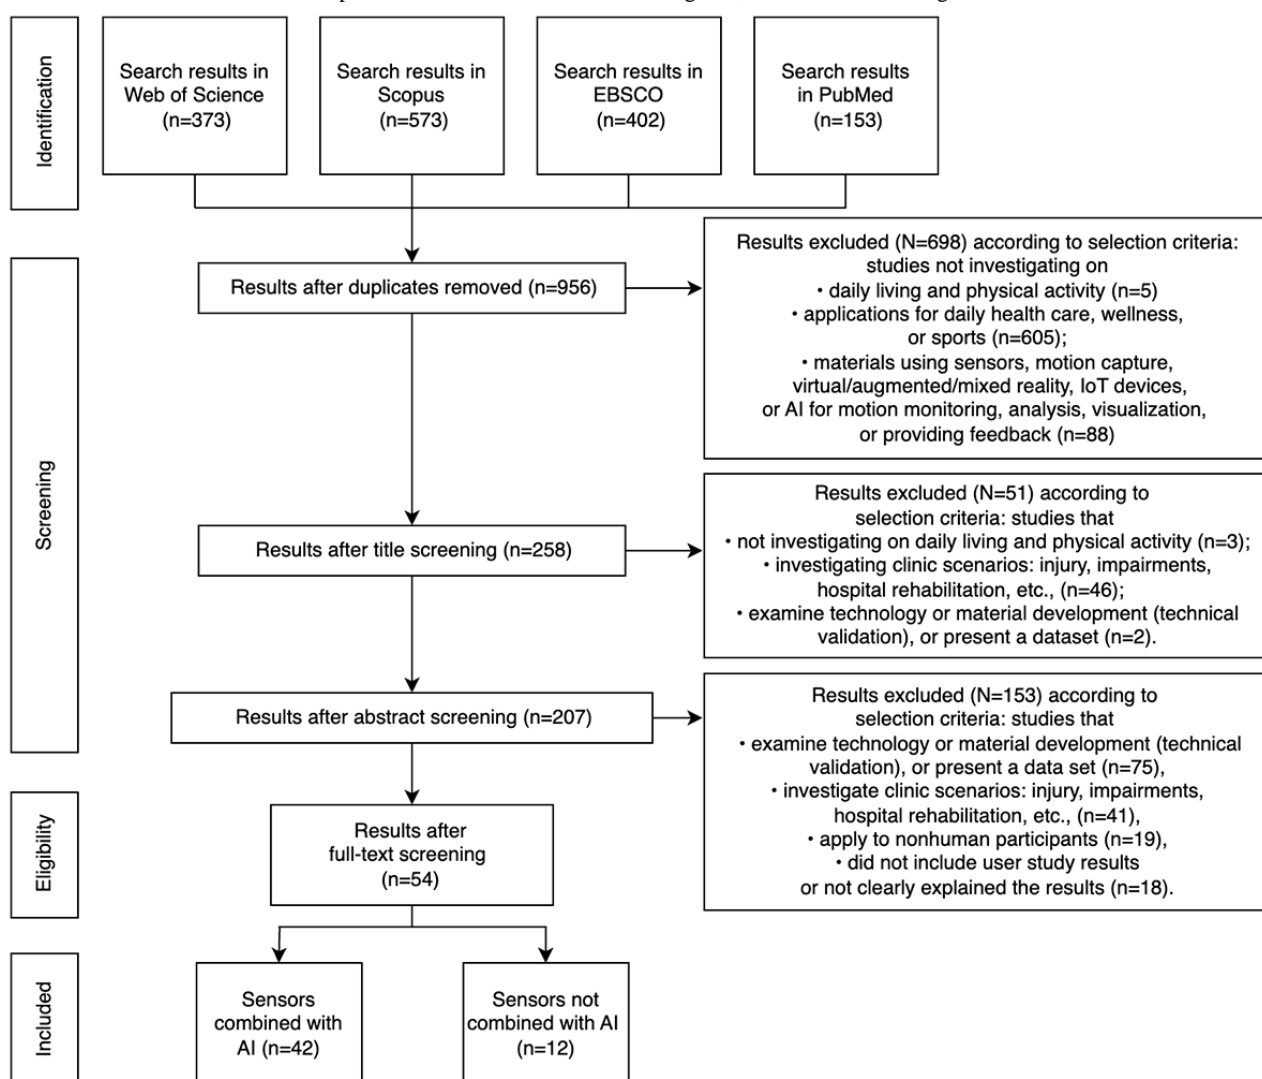 Identification
Search results in
Web of Science
(n=373)
Search results in
Scopus
(n=573)
Search results in
EBSCO
(n=402)
Search results
in PubMed
(n=153)
Screening
Results after duplicates removed (n=956)
Results excluded (N=698) according to selection criteria:
studies not investigating on
• daily living and physical activity (n=5)
• applications for daily health care, wellness,
or sports (n=605);
• materials using sensors, motion capture,
virtual/augmented/mixed reality, IoT devices,
or AI for motion monitoring, analysis, visualization,
or providing feedback (n=88)
Results after title screening (n=258)
Results excluded (N=51) according to
selection criteria: studies that
• not investigating on daily living and physical activity (n=3);
• investigating clinic scenarios: injury, impairments,
hospital rehabilitation, etc., (n=46);
• examine technology or material development (technical
validation), or present a dataset (n=2).
Results after abstract screening (n=207)
Results excluded (N=153) according to
selection criteria: studies that
• examine technology or material development (technical
validation), or present a data set (n=75),
• investigate clinic scenarios: injury, impairments,
hospital rehabilitation, etc., (n=41),
• apply to nonhuman participants (n=19),
• did not include user study results
or not clearly explained the results (n=18).
Eligibility
Results after
full-text screening
(n=54)
Included
Sensors
combined with
AI (n=42)
Sensors not
combined with AI
(n=12)